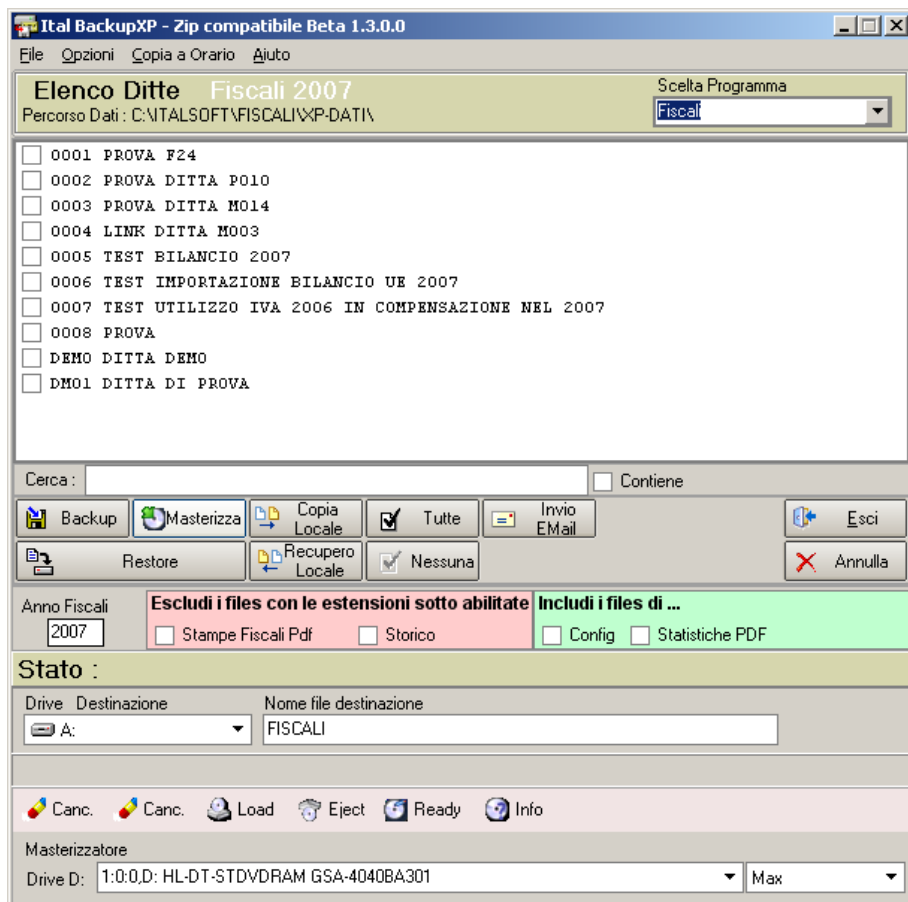 Ital BackupXP - Zip compatibile Beta 1.3.0.0
File Opzioni Copia a Orario Aiuto
Elenco Ditte Fiscali 2007
Scelta Programma
Percorso Dati : C:\ITALSOFT\FISCALI\XP-DATI\
Fiscali
0001 PROVA F24
0002 PROVA DITTA P010
0003 PROVA DITTA M014
0004 LINK DITTA M003
0005 TEST BILANCIO 2007
0006 TEST IMPORTAZIONE BILANCIO UE 2007
0007 TEST UTILIZZO IVA 2006 IN COMPENSAZIONE NEL 2007
0008 PROVA
DEMO DITTA DEMO
DM01 DITTA DI PROVA
Cerca : Contiene
Backup Masterizza Copia Locale Tutte Invio EMail Esci
Restore Recupero Locale Nessuna Annulla
Anno Fiscali Escludi i files con le estensioni sotto abilitate Includi i files di ...
2007 Stampe Fiscali Pdf Storico Config Statistiche PDF
Stato :
Drive Destinazione Nome file destinazione
A: FISCALI
Canc. Canc. Load Eject Ready Info
Masterizzatore
Drive D: 1:0:0,D: HL-DT-STDVDRAM GSA-4040BA301 Max